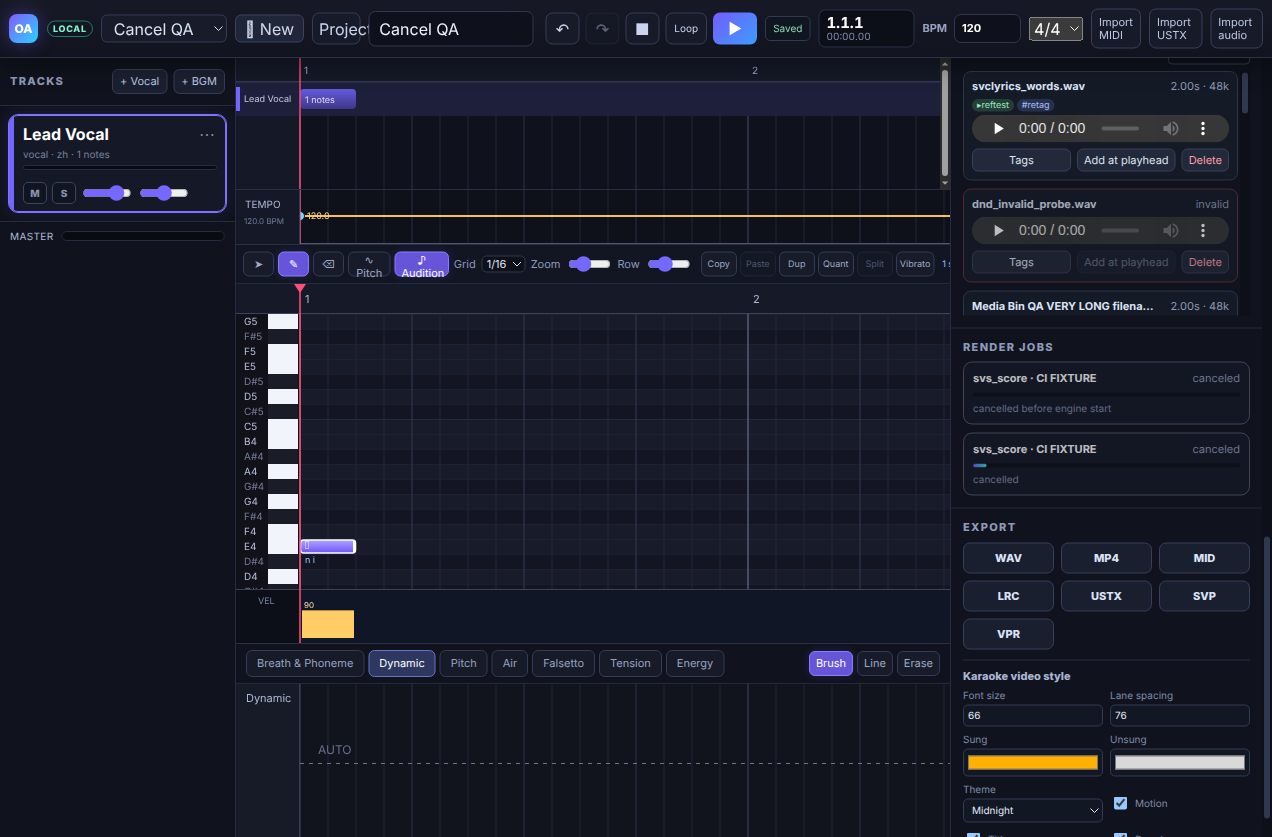 OA LOCAL Cancel QA New Project Cancel QA Loop Saved 1.1.1 00:00.00 BPM 120 4/4 Import MIDI Import USTX Import audio
TRACKS + Vocal + BGM
Lead Vocal ...
vocal · zh · 1 notes
M S
MASTER
1 2
Lead Vocal 1 notes
TEMPO
120.0 BPM 120.0
Pitch Audition Grid 1/16 Zoom Row Copy Paste Dup Quant Split Vibrato
1 2
G5
F#5
F5
E5
D#5
D5
C#5
C5
B4
A#4
A4
G#4
G4
F#4
F4
E4
D#4 n i
D4
VEL 90
Breath & Phoneme Dynamic Pitch Air Falsetto Tension Energy Brush Line Erase
Dynamic
AUTO
svclyrics_words.wav 2.00s · 48k
▸reftest #retag
0:00 / 0:00
Tags Add at playhead Delete
dnd_invalid_probe.wav invalid
0:00 / 0:00
Tags Add at playhead Delete
Media Bin QA VERY LONG filena... 2.00s · 48k
RENDER JOBS
svs_score · CI FIXTURE canceled
cancelled before engine start
svs_score · CI FIXTURE canceled
cancelled
EXPORT
WAV MP4 MID
LRC USTX SVP
VPR
Karaoke video style
Font size Lane spacing
66 76
Sung Unsung
Theme
Midnight Motion